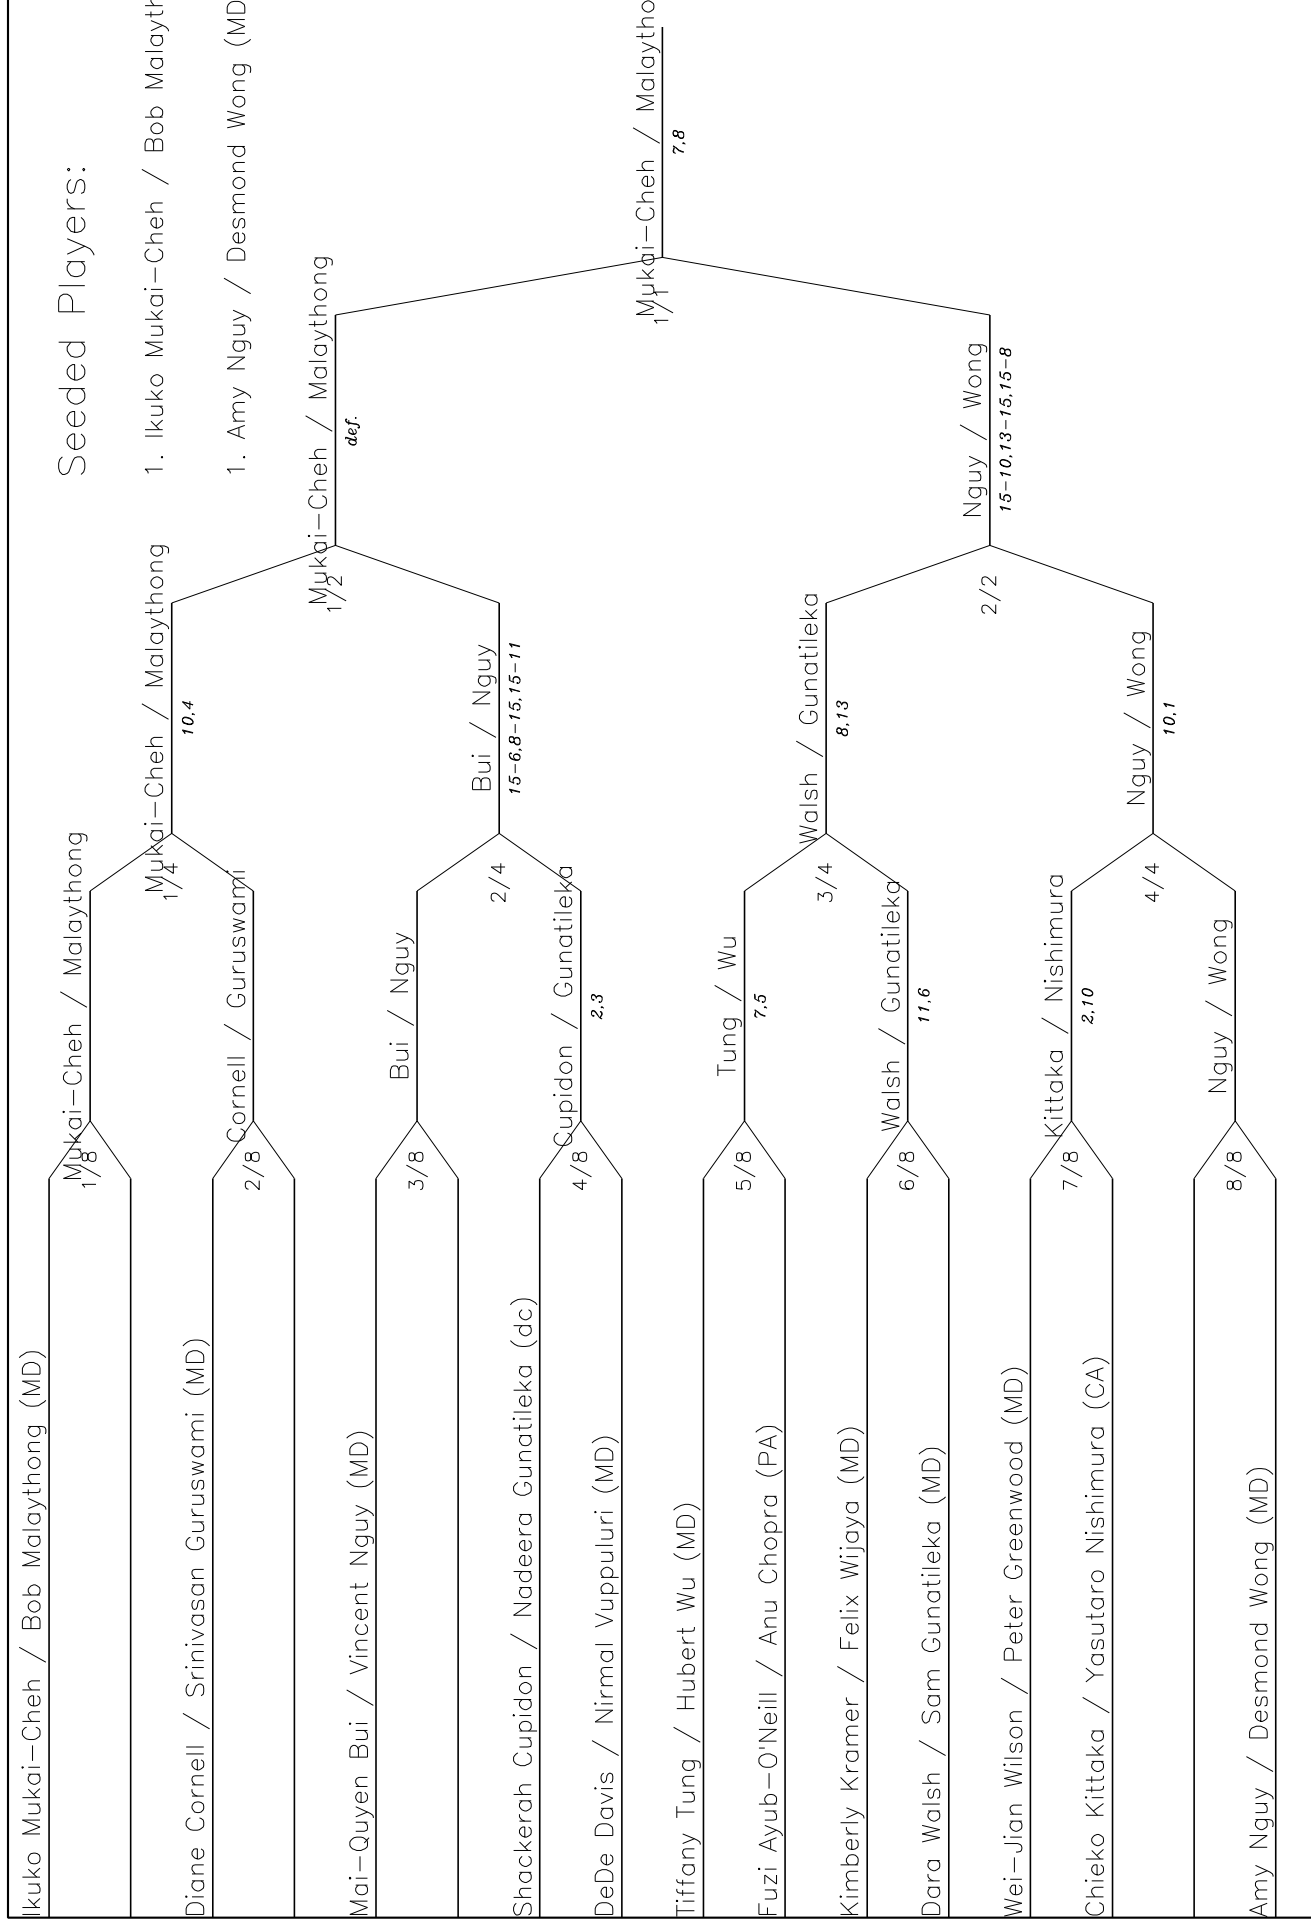 Ikuko Mukai-Cheh / Bob Malaythong (MD)
Diane Cornell / Srinivasan Guruswami (MD)
Mai-Quyen Bui / Vincent Nguy (MD)
Shackerah Cupidon / Nadeera Gunatileka (dc)
DeDe Davis / Nirmal Vuppuluri (MD)
Tiffany Tung / Hubert Wu (MD)
Fuzi Ayub-O'Neill / Anu Chopra (PA)
Kimberly Kramer / Felix Wijaya (MD)
Dara Walsh / Sam Gunatileka (MD)
Wei-Jian Wilson / Peter Greenwood (MD)
Chieko Kittaka / Yasutaro Nishimura (CA)
Amy Nguy / Desmond Wong (MD)
Mukai-Cheh / Malaythong
1/8
Cornell / Guruswami
2/8
Bui / Nguy
3/8
Cupidon / Gunatileka
4/8
2,3
Tung / Wu
5/8
7,5
Walsh / Gunatileka
6/8
11,6
Kittaka / Nishimura
7/8
2,10
Nguy / Wong
8/8
Mukai-Cheh / Malaythong
1/4
10,4
Bui / Nguy
2/4
15-6,8-15,15-11
Walsh / Gunatileka
3/4
8,13
Nguy / Wong
4/4
10,1
Mukai-Cheh / Malaythong
1/2
def.
Nguy / Wong
2/2
15-10,13-15,15-8
Mukai-Cheh / Malaytho
1/1
7,8
Seeded Players:
1. Ikuko Mukai-Cheh / Bob Malayth
1. Amy Nguy / Desmond Wong (MD